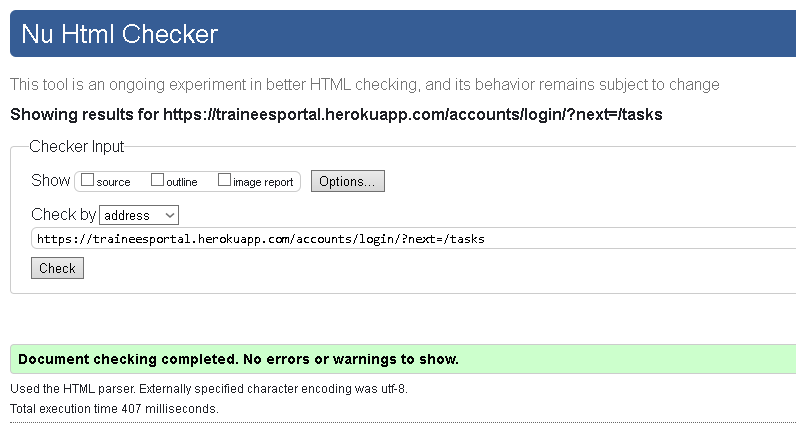 Nu Html Checker
This tool is an ongoing experiment in better HTML checking, and its behavior remains subject to change
Showing results for https://traineesportal.herokuapp.com/accounts/login/?next=/tasks
Checker Input
Show source outline image report Options...
Check by address
https://traineesportal.herokuapp.com/accounts/login/?next=/tasks
Check
Document checking completed. No errors or warnings to show.
Used the HTML parser. Externally specified character encoding was utf-8.
Total execution time 407 milliseconds.